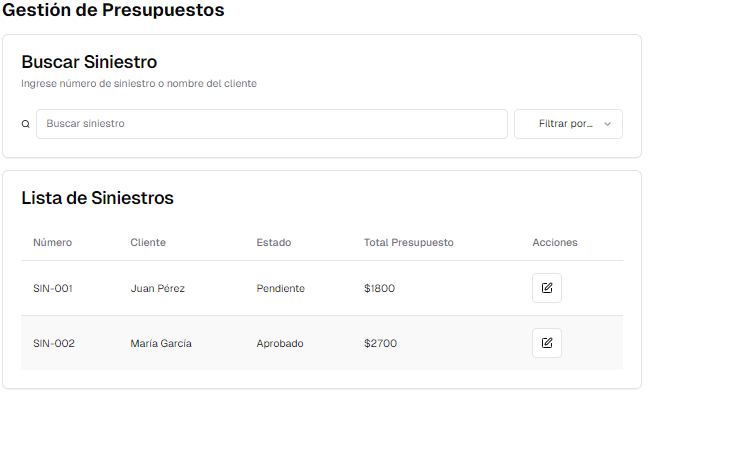 Gestión de Presupuestos
Buscar Siniestro
Ingrese número de siniestro o nombre del cliente
Buscar siniestro
Filtrar por...
Lista de Siniestros
Número Cliente Estado Total Presupuesto Acciones
SIN-001 Juan Pérez Pendiente $1800
SIN-002 María García Aprobado $2700